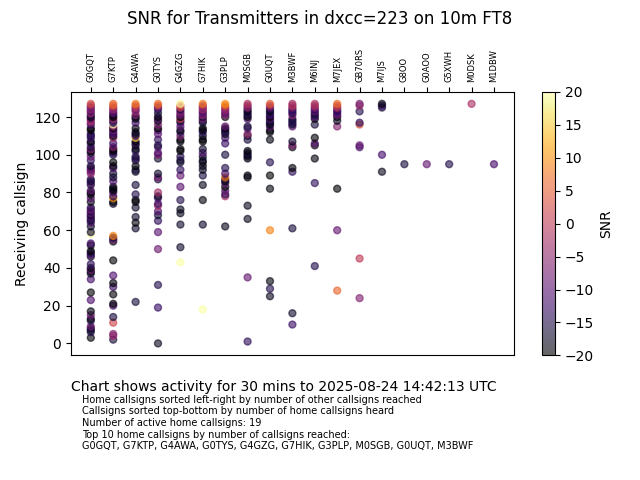 SNR for Transmitters in dxcc=223 on 10m FT8
G0GQT G7KTP G4AWA G0TYS G4GZG G7HIK G3PLP M0SGB G0UQT M3BWF M6INJ M7JEX GB70RS M7IJS G8OO G0AOO G5XWH M0DSK M1DBW
Receiving callsign
120
100
80
60
40
20
0
20
15
10
5
0
−5
−10
−15
−20
SNR
Chart shows activity for 30 mins to 2025-08-24 14:42:13 UTC
Home callsigns sorted left-right by number of other callsigns reached
Callsigns sorted top-bottom by number of home callsigns heard
Number of active home callsigns: 19
Top 10 home callsigns by number of callsigns reached:
G0GQT, G7KTP, G4AWA, G0TYS, G4GZG, G7HIK, G3PLP, M0SGB, G0UQT, M3BWF